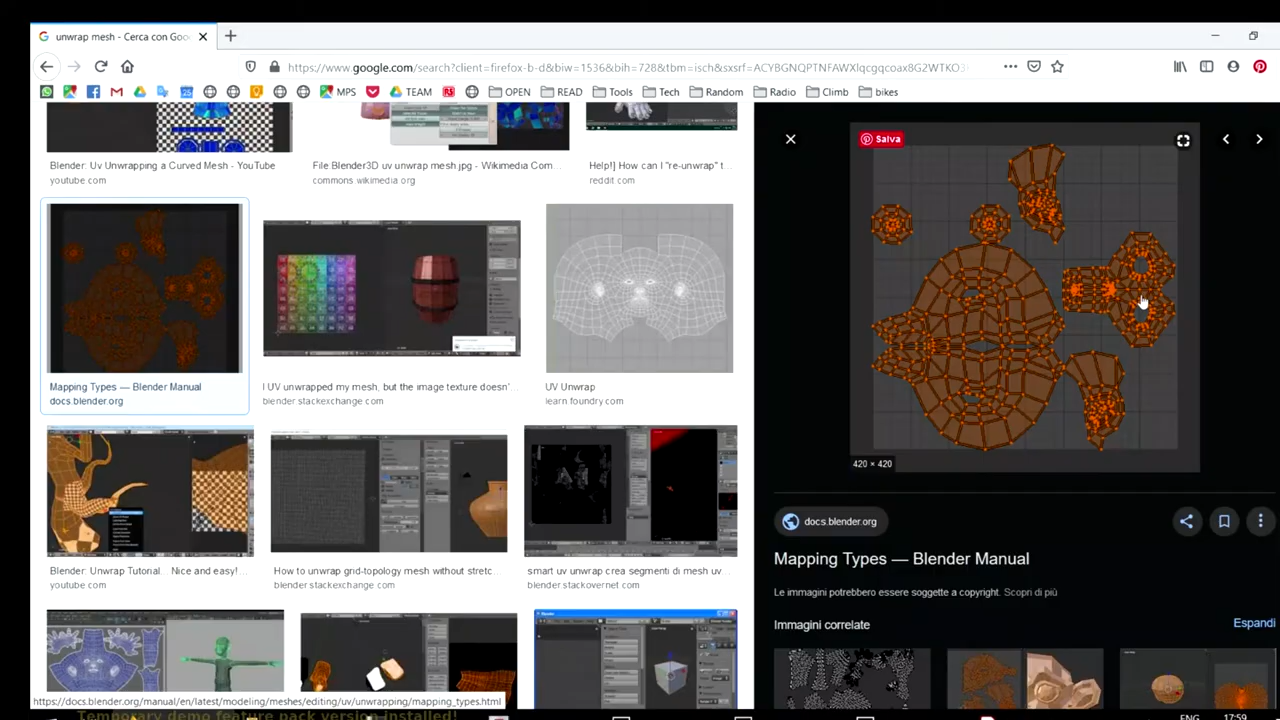 unwrap mesh - Cerca con Goo
https://www.google.com/search?client=firefox-b-d&biw=1536&bih=728&tbm=isch&sxsrf=
MPS
TEAM
OPEN
READ
Tools
Tech
Random
Radio
Climb
bikes
Blender: Uv Unwrapping a Curved Mesh - YouTube
youtube.com
File:Blender3D uv unwrap mesh.jpg - Wikimedia Com...
commons.wikimedia.org
Help!] How can I "re-unwrap" t...
reddit.com
Mapping Types — Blender Manual
docs.blender.org
I UV unwrapped my mesh, but the image texture doesn'...
blender.stackexchange.com
UV Unwrap
learn.foundry.com
Blender: Unwrap Tutorial... Nice and easy!...
youtube.com
How to unwrap grid-topology mesh without stretc...
blender.stackexchange.com
smart uv unwrap crea segmenti di mesh uv...
blender.stackovernet.com
Salva
420 × 420
docs.blender.org
Mapping Types — Blender Manual
Le immagini potrebbero essere soggette a copyright. Scopri di più
Immagini correlate
Espandi
https://docs.blender.org/manual/en/latest/modeling/meshes/editing/uv/unwrapping/mapping_types.html
Temporary demo feature pack version installed!
ENG
17:59